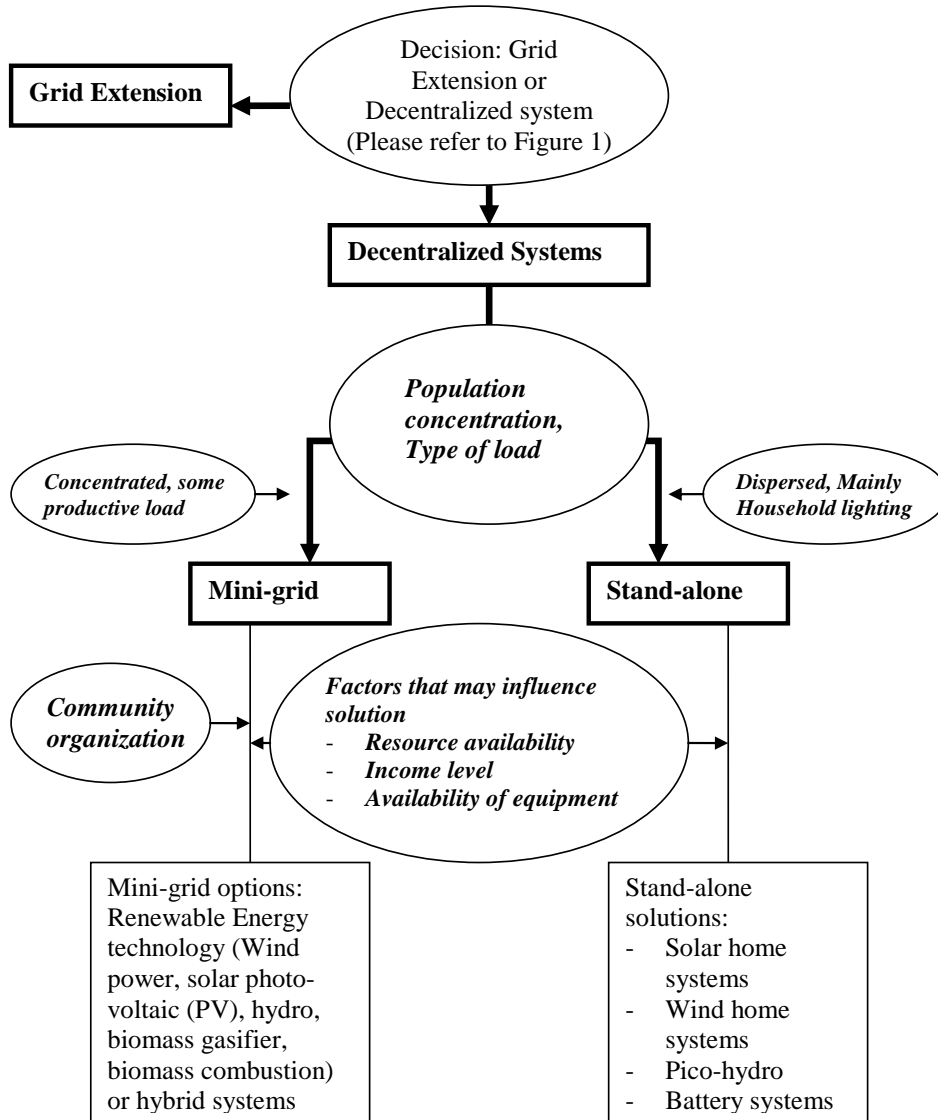 Decision: Grid
Extension or
Decentralized system
(Please refer to Figure 1)
Grid Extension
Decentralized Systems
Population
concentration,
Type of load
Concentrated, some
productive load
Dispersed, Mainly
Household lighting
Mini-grid
Stand-alone
Community
organization
Factors that may influence
solution
- Resource availability
- Income level
- Availability of equipment
Mini-grid options:
Renewable Energy
technology (Wind
power, solar photo-
voltaic (PV), hydro,
biomass gasifier,
biomass combustion)
or hybrid systems
Stand-alone
solutions:
- Solar home
systems
- Wind home
systems
- Pico-hydro
- Battery systems